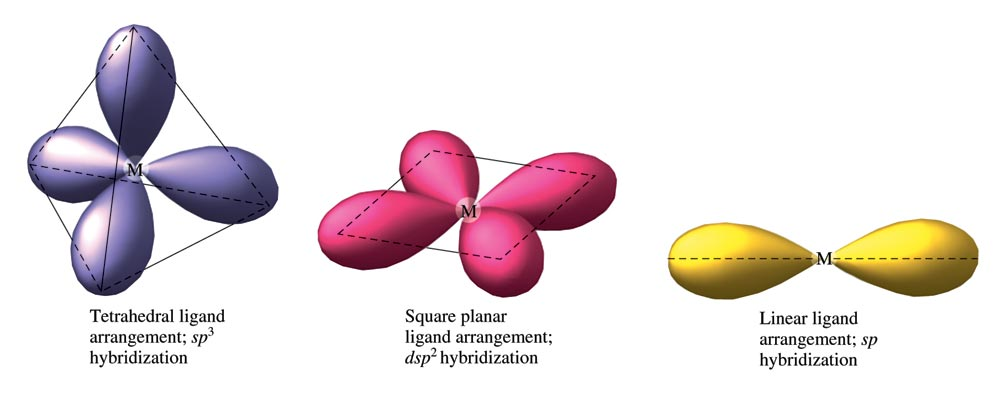 M
Tetrahedral ligand
arrangement; sp³
hybridization
M
Square planar
ligand arrangement;
dsp² hybridization
M
Linear ligand
arrangement; sp
hybridization